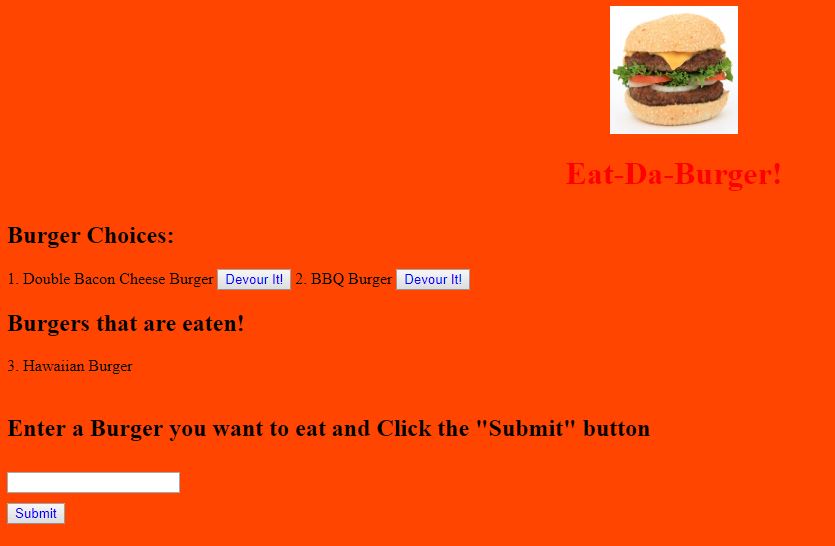 Eat-Da-Burger!
Burger Choices:
1. Double Bacon Cheese Burger Devour It! 2. BBQ Burger Devour It!
Burgers that are eaten!
3. Hawaiian Burger
Enter a Burger you want to eat and Click the "Submit" button
Submit